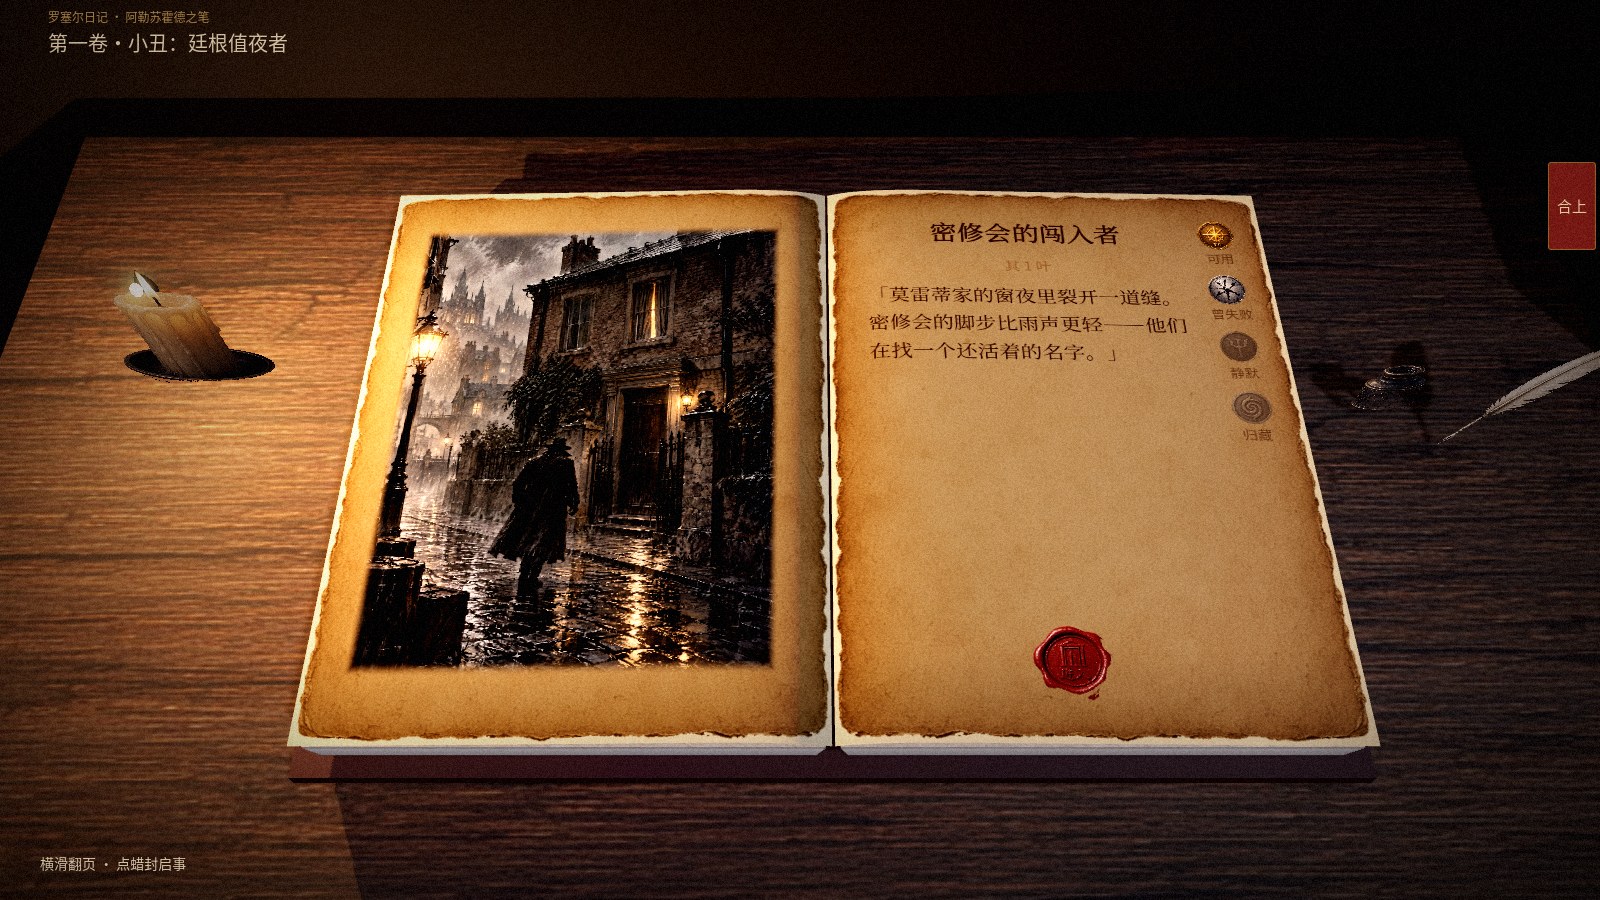 罗塞尔日记 · 阿勒苏霍德之笔
第一卷 · 小丑：廷根值夜者
合上
密修会的闯入者
其1叶
「莫雷蒂家的窗夜里裂开一道缝。
密修会的脚步比雨声更轻——他们
在找一个还活着的名字。」
可用
曾失败
静默
归藏
横滑翻页 · 点蜡封启事